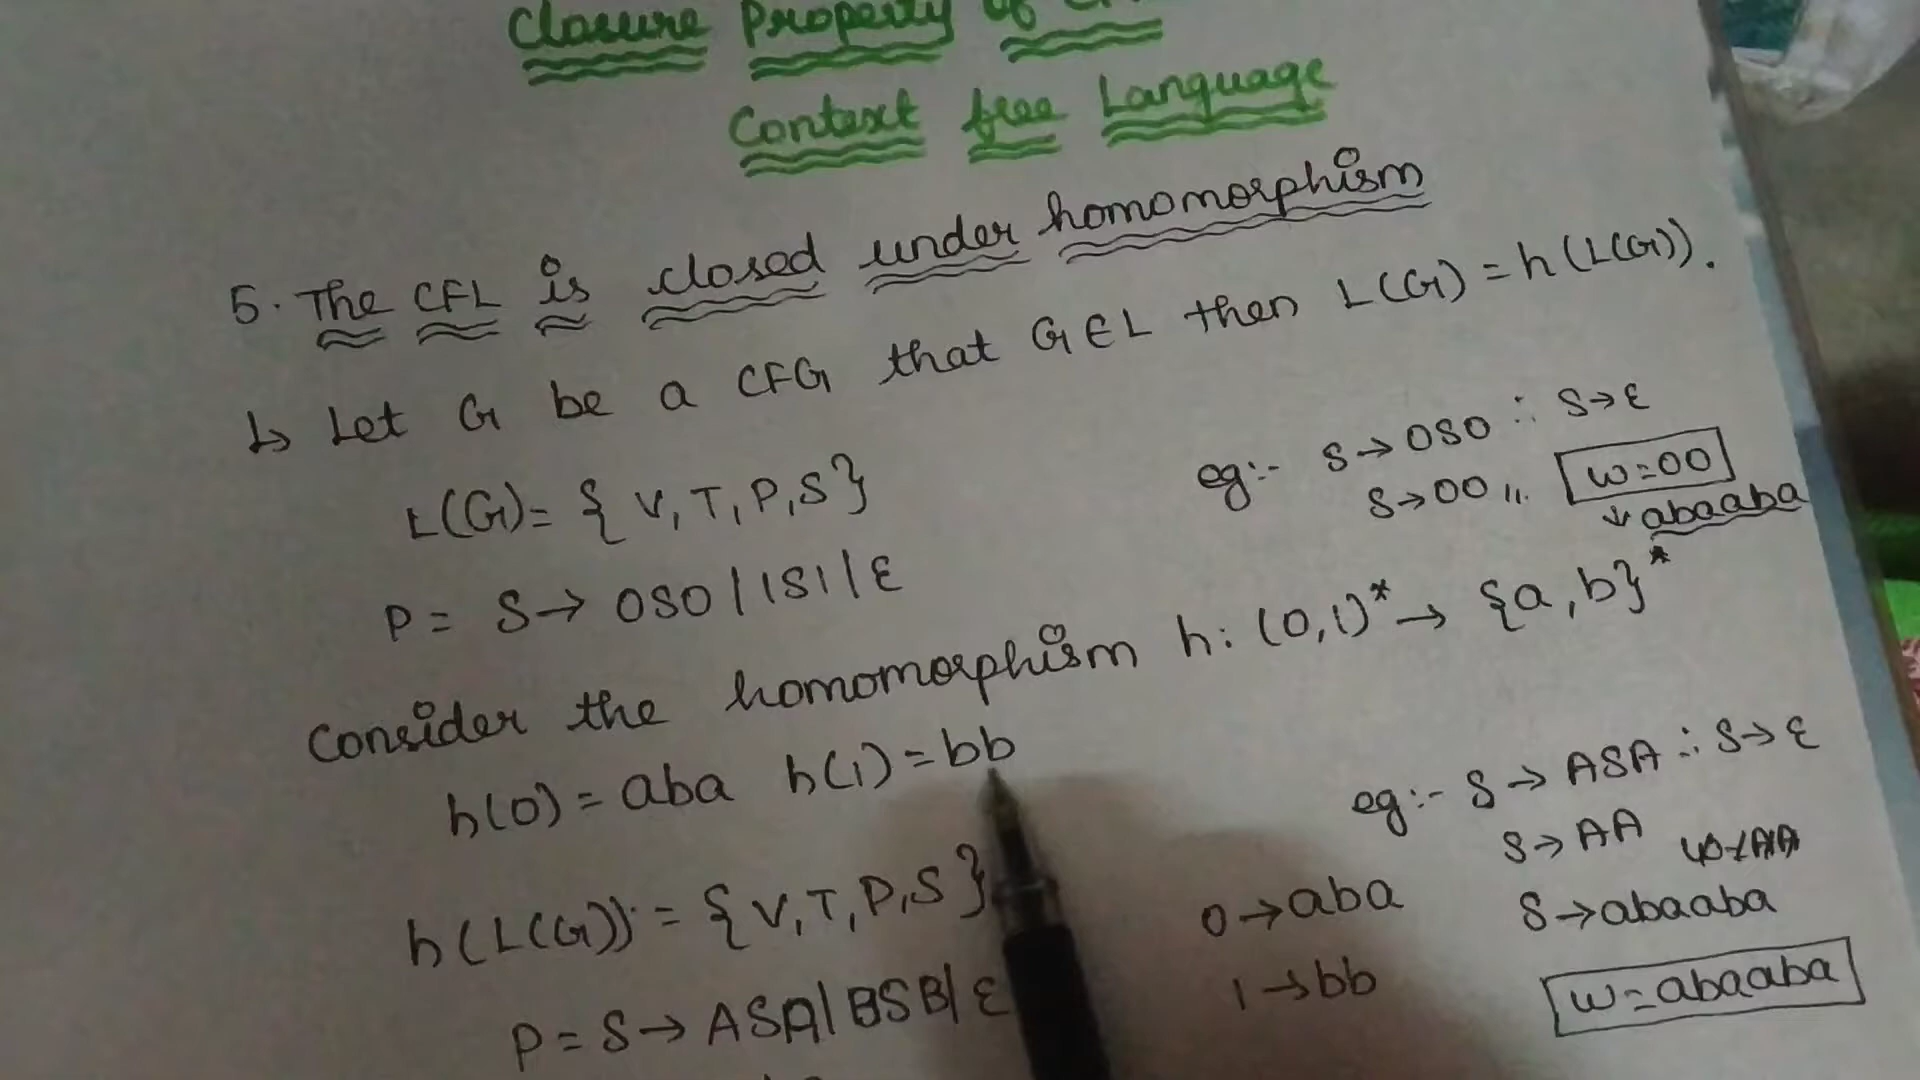 Closure Property of
Context free Language
5. The CFL is closed under homomorphism
↳ Let G be a CFG that G ∈ L then L(G) = h(L(G)).
L(G) = { V, T, P, S }
eg:- S → 0S0 ∵ S → ε
S → 00 ,,. w = 00
↓ abaaba
P = S → 0S0 | 1S1 | ε
Consider the homomorphism h: (0,1)* → {a, b}*
h(0) = aba h(1) = bb
eg:- S → ASA ∵ S → ε
S → AA
h(L(G)) = { V, T, P, S }
0 → aba
S → abaaba
1 → bb
w = abaaba
P = S → ASA | BSB | ε